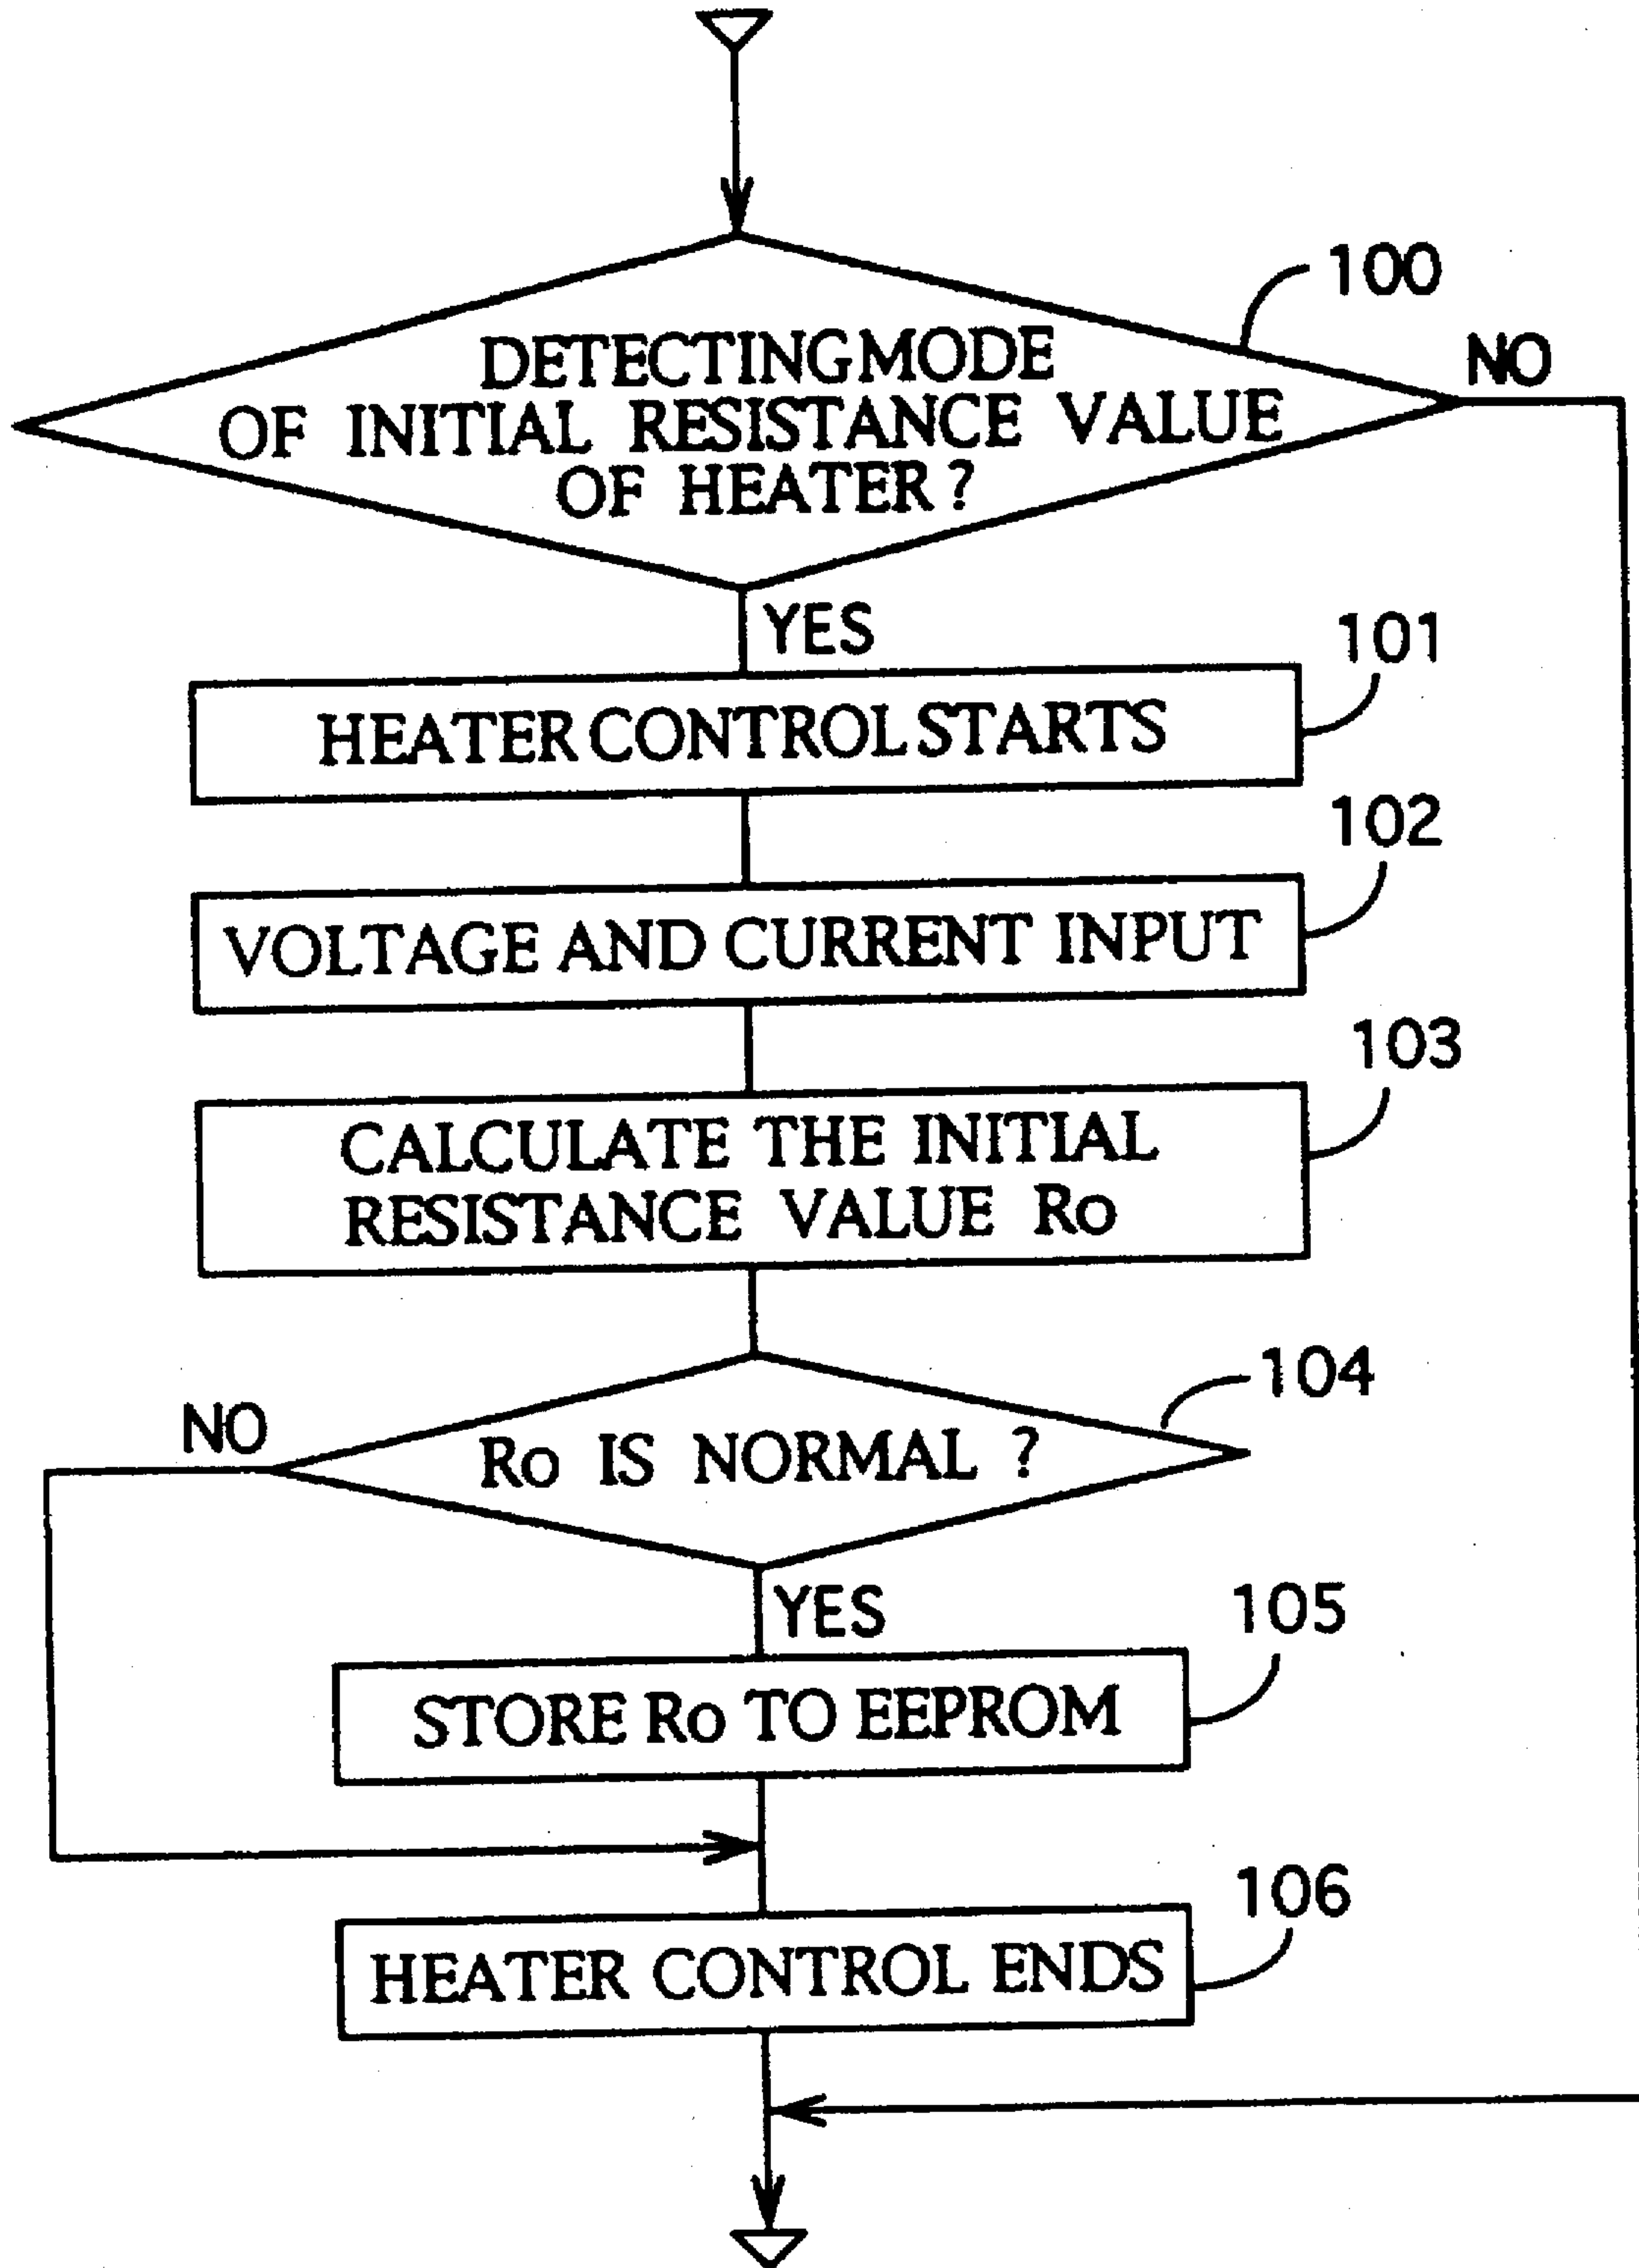 100
DETECTING MODE
OF INITIAL RESISTANCE VALUE
OF HEATER ?
NO
YES
101
HEATER CONTROL STARTS
102
VOLTAGE AND CURRENT INPUT
103
CALCULATE THE INITIAL
RESISTANCE VALUE Ro
104
NO
Ro IS NORMAL ?
YES
105
STORE Ro TO EEPROM
106
HEATER CONTROL ENDS